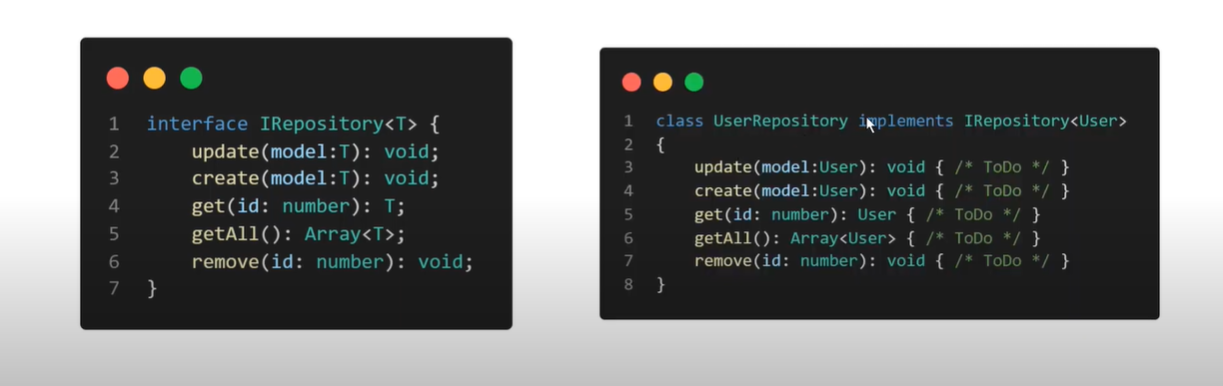 1 interface IRepository<T> {
2 update(model:T): void;
3 create(model:T): void;
4 get(id: number): T;
5 getAll(): Array<T>;
6 remove(id: number): void;
7 }
1 class UserRepository implements IRepository<User>
2 {
3 update(model:User): void { /* ToDo */ }
4 create(model:User): void { /* ToDo */ }
5 get(id: number): User { /* ToDo */ }
6 getAll(): Array<User> { /* ToDo */ }
7 remove(id: number): void { /* ToDo */ }
8 }